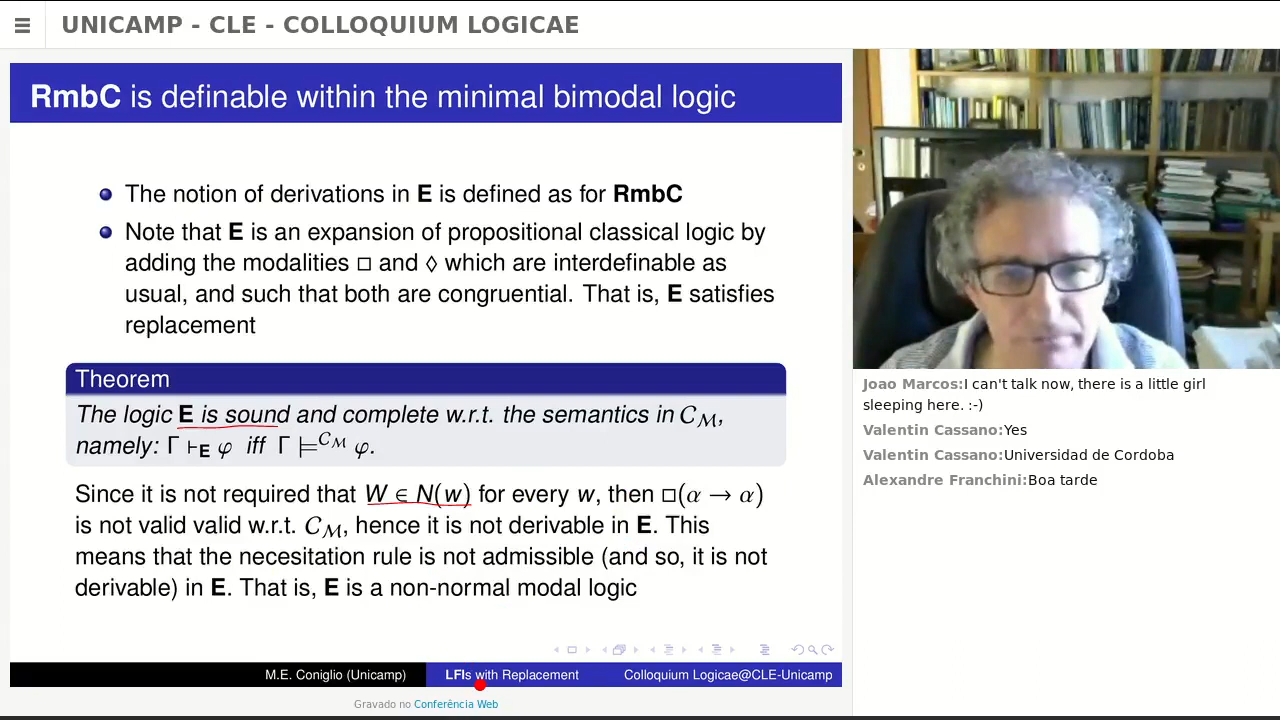 UNICAMP - CLE - COLLOQUIUM LOGICAE
RmbC is definable within the minimal bimodal logic
The notion of derivations in E is defined as for RmbC
Note that E is an expansion of propositional classical logic by
adding the modalities □ and ◊ which are interdefinable as
usual, and such that both are congruential. That is, E satisfies
replacement
Theorem
The logic E is sound and complete w.r.t. the semantics in 𝒞ℳ,
namely: Γ ⊢E φ iff Γ ⊨𝒞ℳ φ.
Since it is not required that W ∈ N(w) for every w, then □(α → α)
is not valid valid w.r.t. 𝒞ℳ, hence it is not derivable in E. This
means that the necesitation rule is not admissible (and so, it is not
derivable) in E. That is, E is a non-normal modal logic
M.E. Coniglio (Unicamp) LFIs with Replacement Colloquium Logicae@CLE-Unicamp
Gravado no Conferência Web
Joao Marcos:I can't talk now, there is a little girl
sleeping here. :-)
Valentin Cassano:Yes
Valentin Cassano:Universidad de Cordoba
Alexandre Franchini:Boa tarde